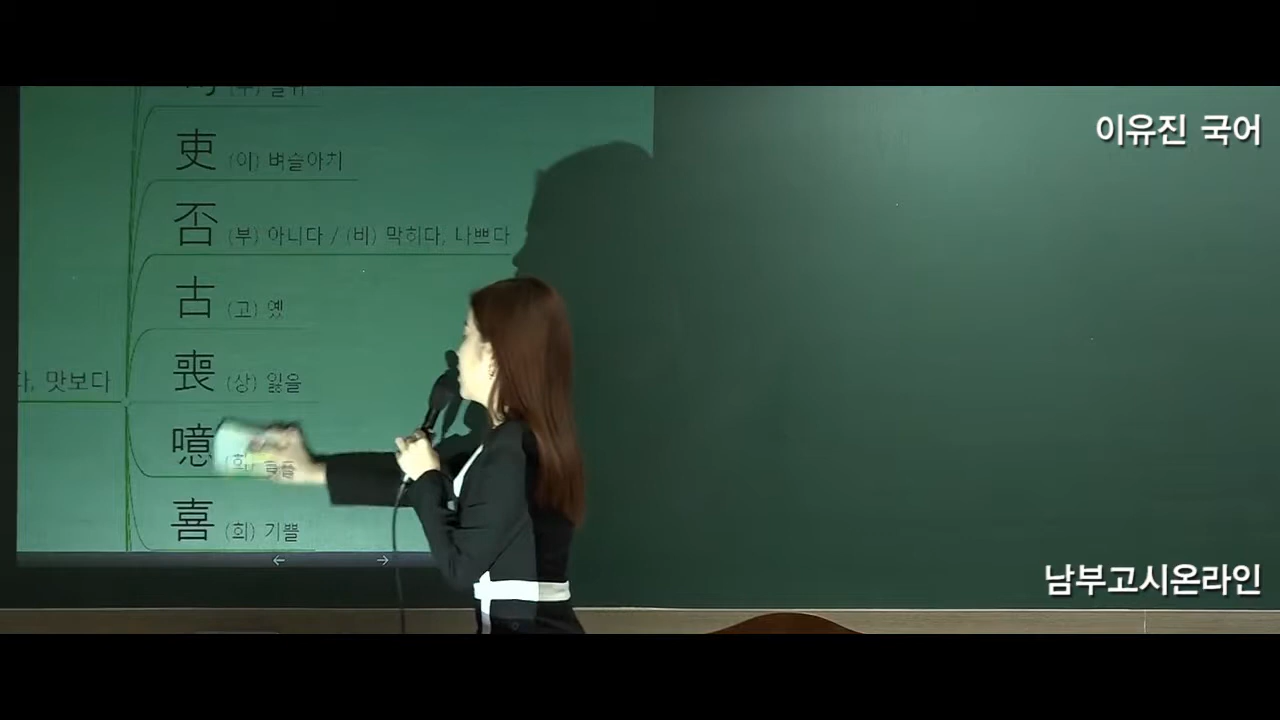 이유진 국어
吏 (이) 벼슬아치
否 (부) 아니다 / (비) 막히다, 나쁘다
古 (고) 옛
喪 (상) 잃을
맛보다
噫 (희)
喜 (희) 기쁠
남부고시온라인